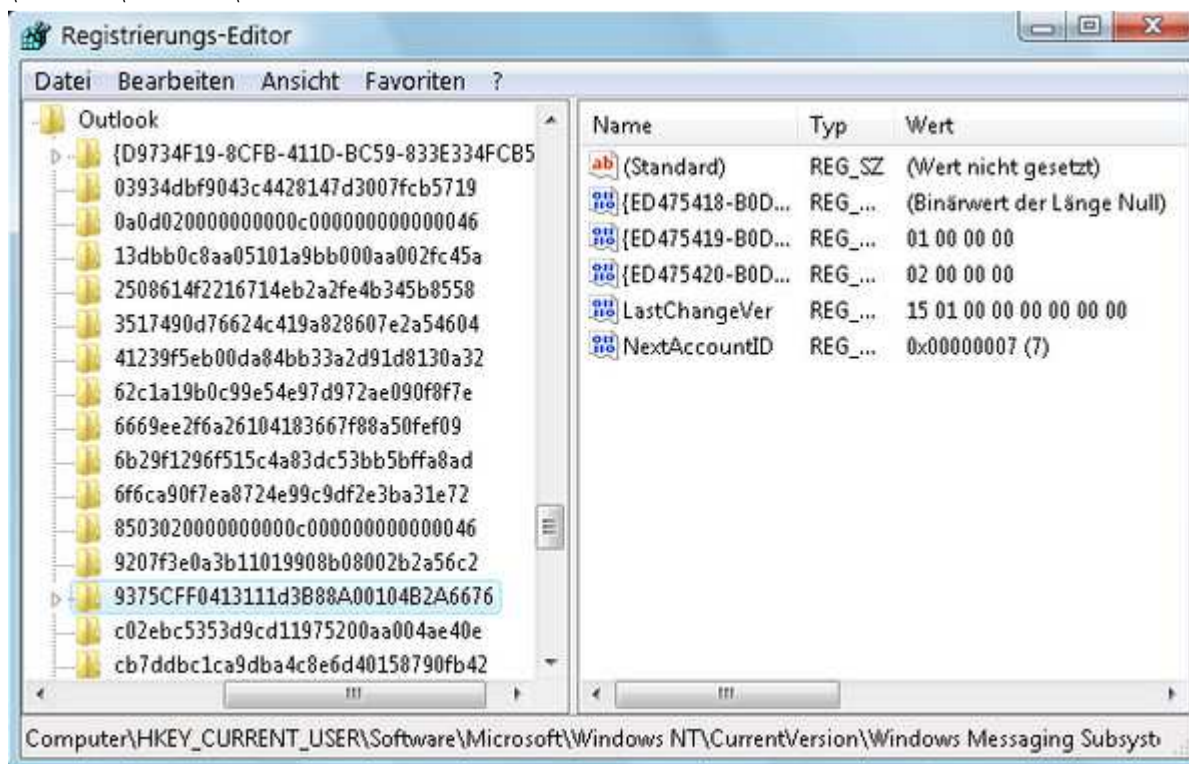 Registrierungs-Editor
Datei Bearbeiten Ansicht Favoriten ?
Outlook
{D9734F19-8CFB-411D-BC59-833E334FCB5
03934dbf9043c4428147d3007fcb5719
0a0d020000000000c000000000000046
13dbb0c8aa05101a9bb000aa002fc45a
2508614f2216714eb2a2fe4b345b8558
3517490d76624c419a828607e2a54604
41239f5eb00da84bb33a2d91d8130a32
62c1a19b0c99e54e97d972ae090f8f7e
6669ee2f6a26104183667f88a50fef09
6b29f1296f515c4a83dc53bb5bffa8ad
6f6ca90f7ea8724e99c9df2e3ba31e72
8503020000000000c000000000000046
9207f3e0a3b11019908b08002b2a56c2
9375CFF0413111d3B88A00104B2A6676
c02ebc5353d9cd11975200aa004ae40e
cb7ddbc1ca9dba4c8e6d40158790fb42
Name Typ Wert
(Standard) REG_SZ (Wert nicht gesetzt)
{ED475418-B0D... REG_... (Binärwert der Länge Null)
{ED475419-B0D... REG_... 01 00 00 00
{ED475420-B0D... REG_... 02 00 00 00
LastChangeVer REG_... 15 01 00 00 00 00 00 00
NextAccountID REG_... 0x00000007 (7)
Computer\HKEY_CURRENT_USER\Software\Microsoft\Windows NT\CurrentVersion\Windows Messaging Subsyst